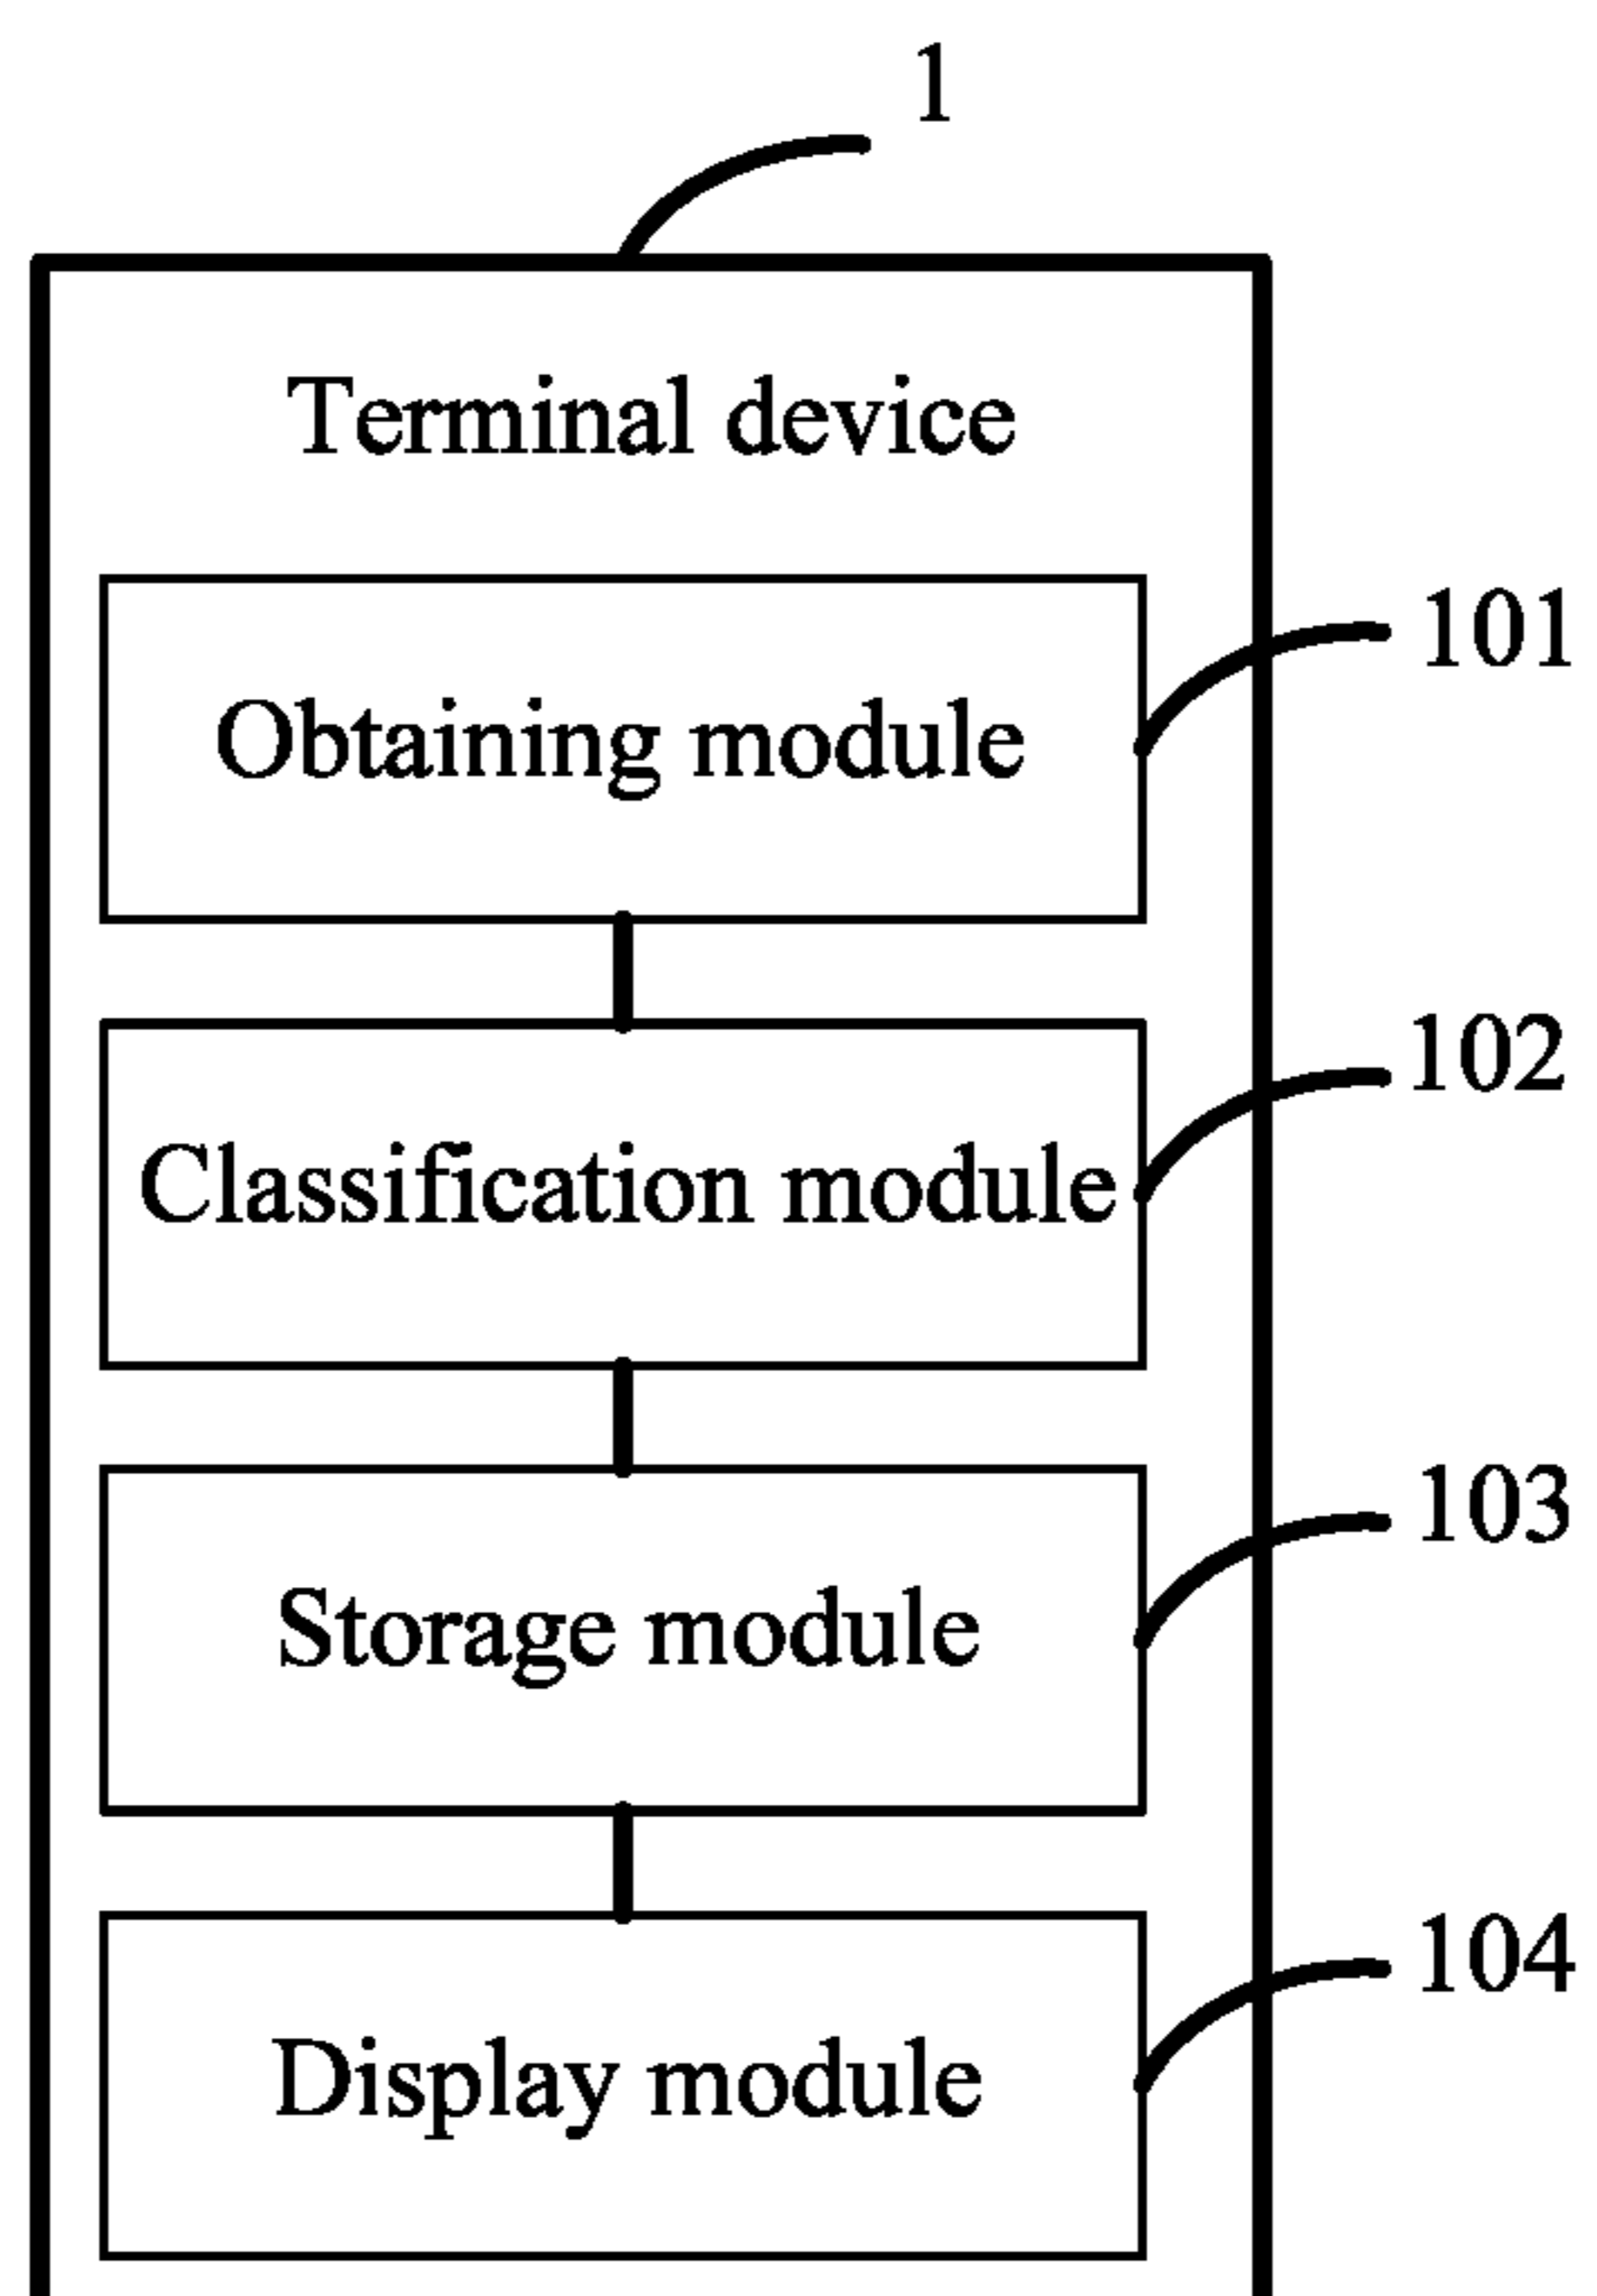 1
Terminal device
101
Obtaining module
102
Classification module
103
Storage module
104
Display module